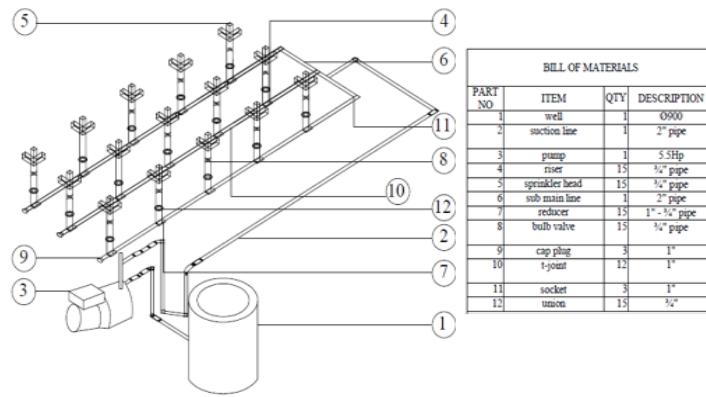 5
4
6
11
8
10
12
2
9
7
3
1
BILL OF MATERIALS
PART NO ITEM QTY DESCRIPTION
1 well 1 Ø900
2 suction line 1 2" pipe
3 pump 1 5.5Hp
4 riser 15 ¾" pipe
5 sprinkler head 15 ¾" pipe
6 sub main line 1 2" pipe
7 reducer 15 1" - ¾" pipe
8 bulb valve 15 ¾" pipe
9 cap plug 3 1"
10 t-joint 12 1"
11 socket 3 1"
12 union 15 ¾"